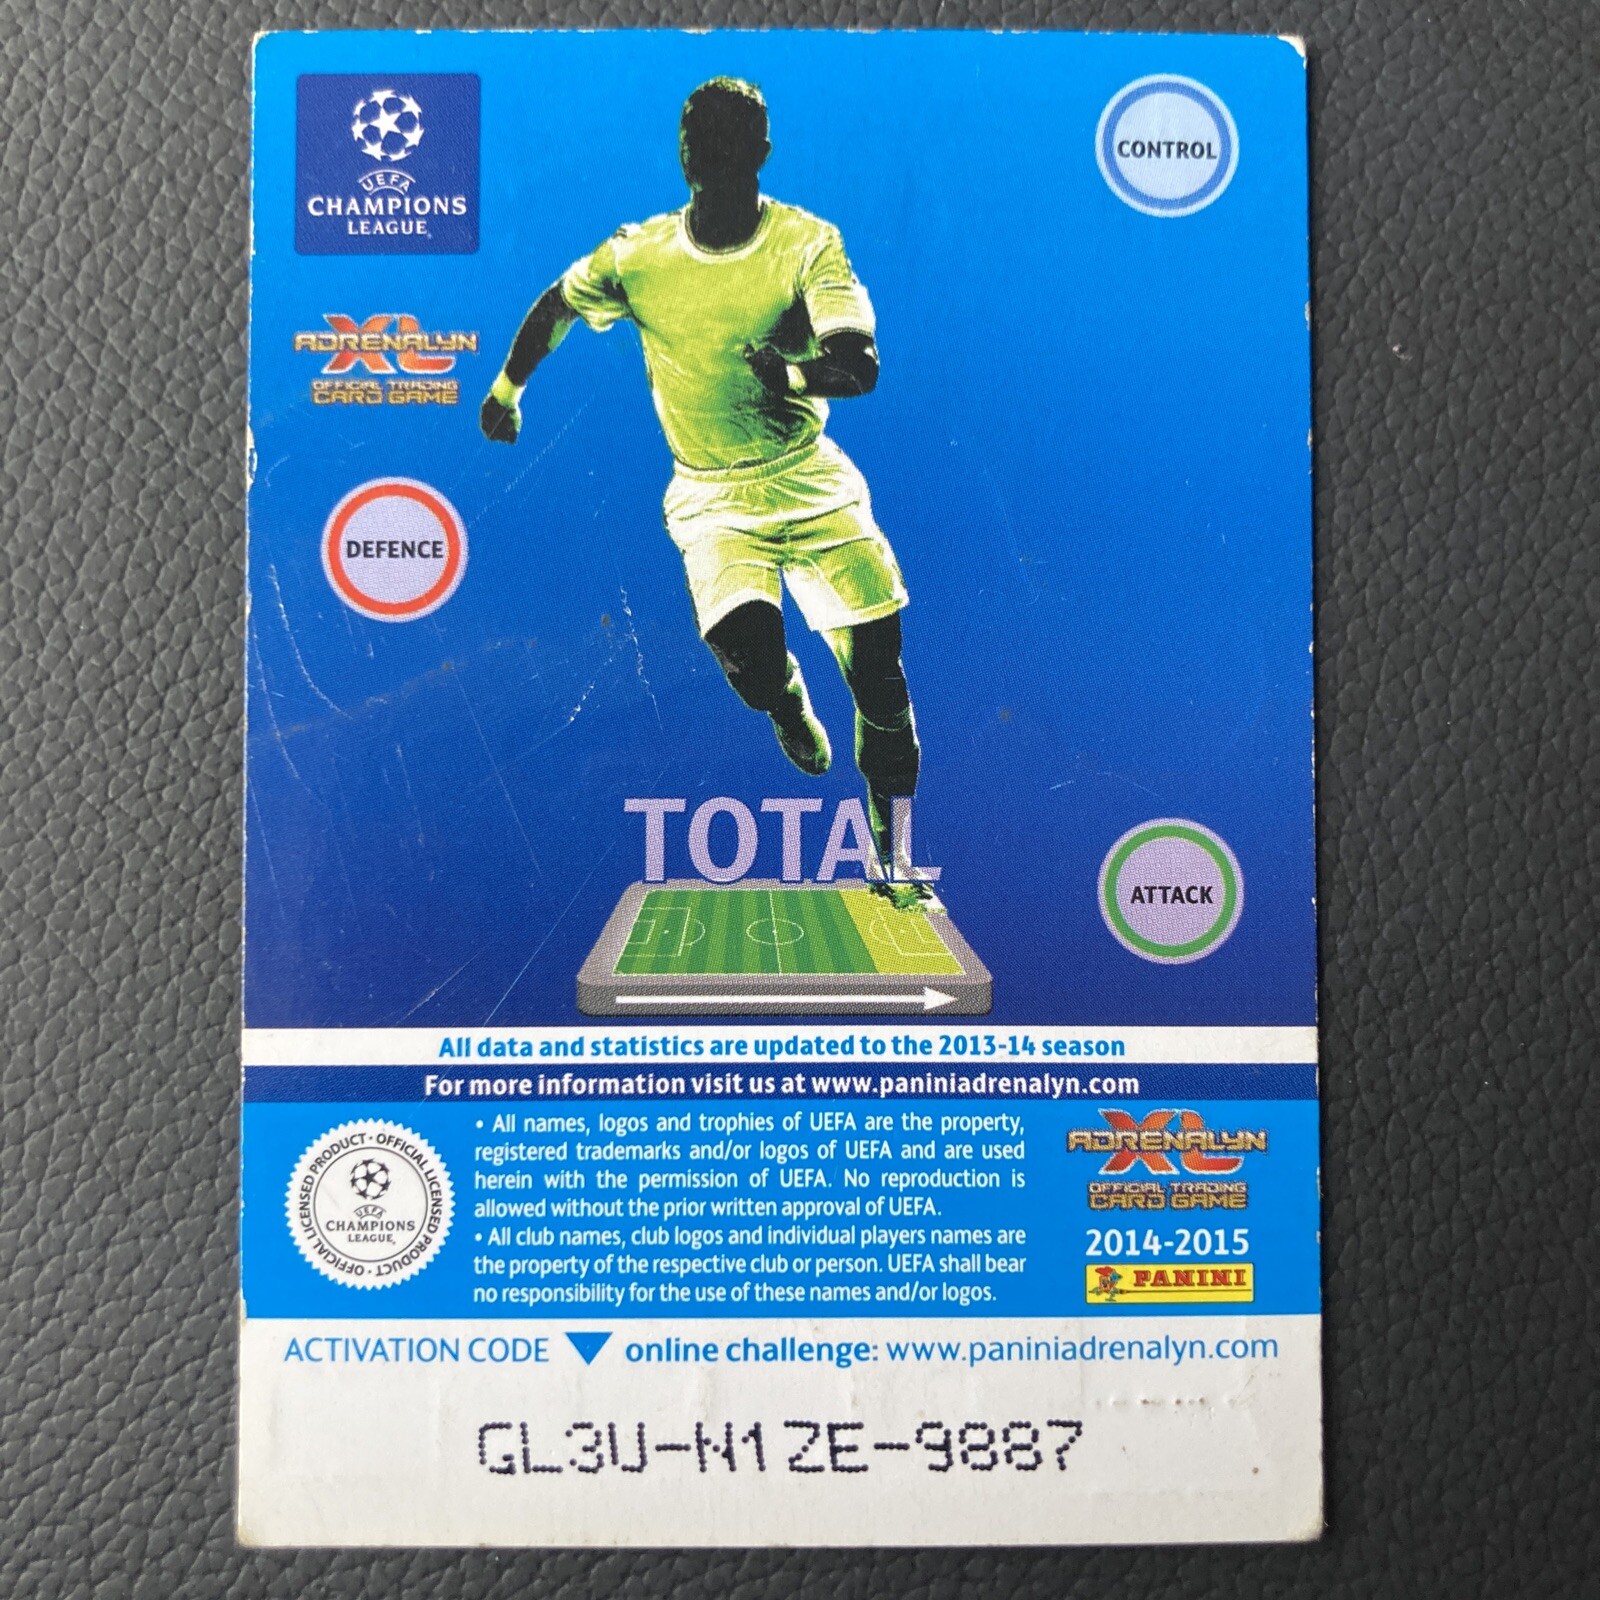 UEFA
CHAMPIONS
LEAGUE
CONTROL
ADRENALYN
XL
OFFICIAL TRADING
CARD GAME
DEFENCE
TOTAL
ATTACK
All data and statistics are updated to the 2013-14 season
For more information visit us at www.paniniadrenalyn.com
OFFICIAL LICENSED PRODUCT · OFFICIAL LICENSED PRODUCT ·
UEFA
CHAMPIONS
LEAGUE
• All names, logos and trophies of UEFA are the property,
registered trademarks and/or logos of UEFA and are used
herein with the permission of UEFA. No reproduction is
allowed without the prior written approval of UEFA.
• All club names, club logos and individual players names are
the property of the respective club or person. UEFA shall bear
no responsibility for the use of these names and/or logos.
ADRENALYN
XL
OFFICIAL TRADING
CARD GAME
2014-2015
PANINI
ACTIVATION CODE online challenge: www.paniniadrenalyn.com
GL3U-N1ZE-9887